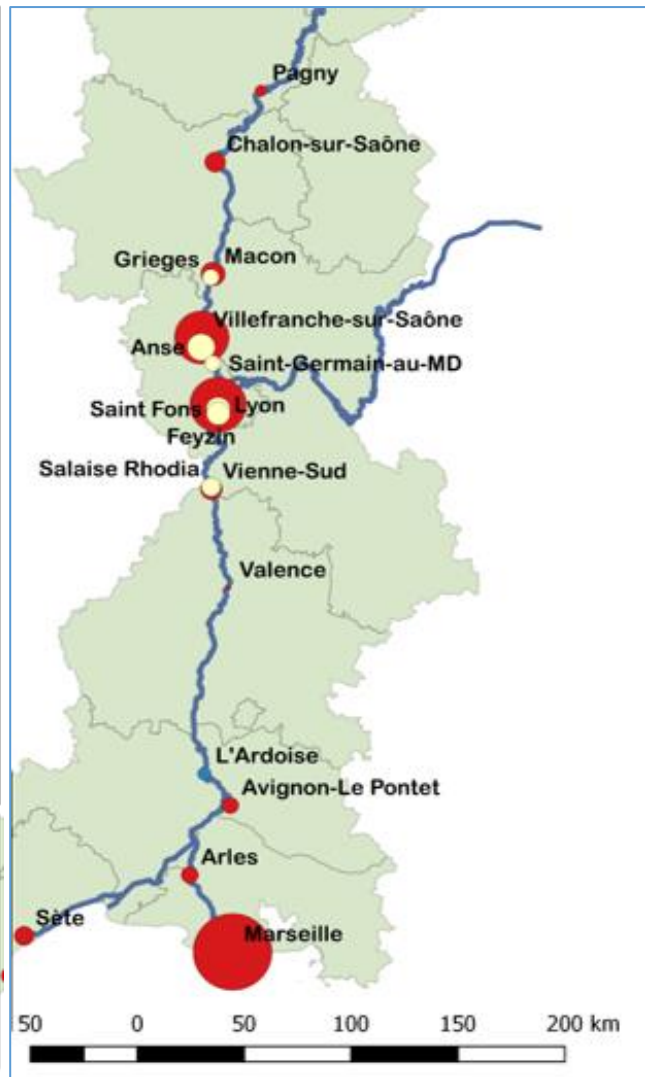 Pagny
Chalon-sur-Saône
Grieges Macon
Villefranche-sur-Saône
Anse
Saint-Germain-au-MD
Saint Fons Lyon
Feyzin
Salaise Rhodia Vienne-Sud
Valence
L'Ardoise
Avignon-Le Pontet
Arles
Sète
Marseille
50 0 50 100 150 200 km